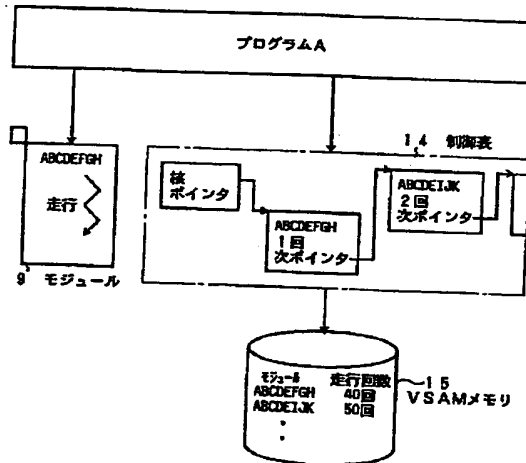 プログラムA
14 制御表
ABCDEFGH
走行
9 モジュール
核
ポインタ
ABCDEFGH
1回
次ポインタ
ABCDEIJK
2回
次ポインタ
モジュール 走行回数
ABCDEFGH 40回
ABCDEIJK 50回
15
VSAMメモリ